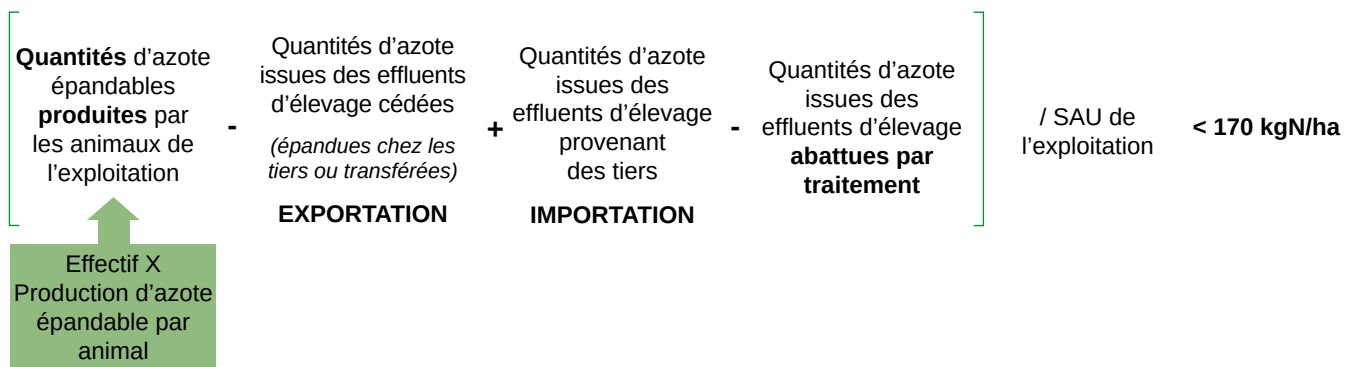 Quantités d’azote
épandables
produites par
les animaux de
l’exploitation
-
Quantités d’azote
issues des effluents
d’élevage cédées
(épandues chez les
tiers ou transférées)
EXPORTATION
+
Quantités d’azote
issues des
effluents d’élevage
provenant
des tiers
IMPORTATION
-
Quantités d’azote
issues des
effluents d’élevage
abattues par
traitement
/ SAU de
l’exploitation
< 170 kgN/ha
Effectif X
Production d’azote
épandable par
animal